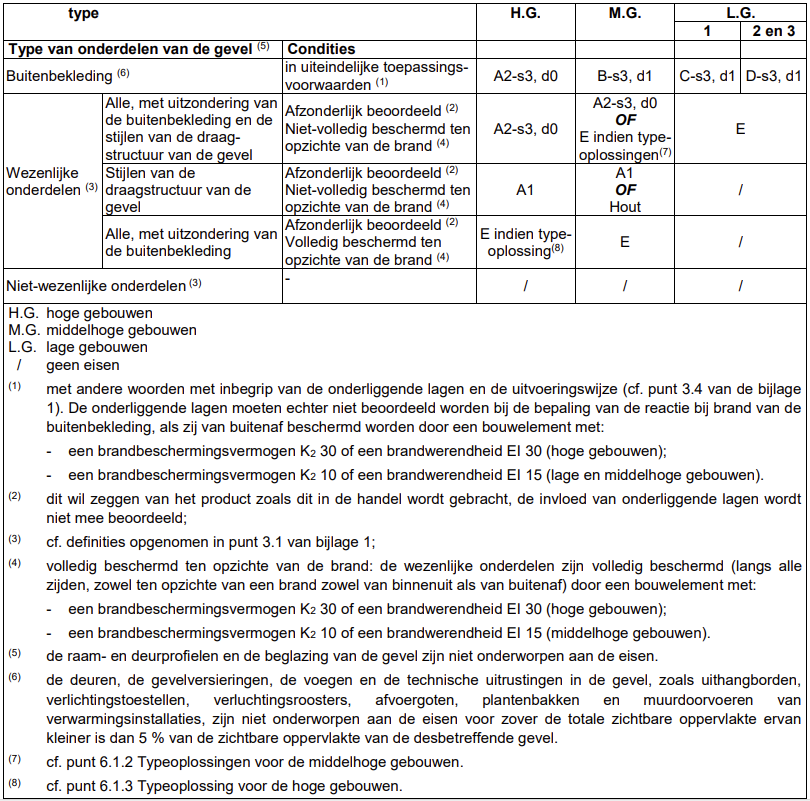 type H.G. M.G. L.G.
1 2 en 3
Type van onderdelen van de gevel (5) Condities
Buitenbekleding (6) in uiteindelijke toepassings-
voorwaarden (1) A2-s3, d0 B-s3, d1 C-s3, d1 D-s3, d1
Wezenlijke
onderdelen (3)
Alle, met uitzondering van
de buitenbekleding en de
stijlen van de draag-
structuur van de gevel
Afzonderlijk beoordeeld (2)
Niet-volledig beschermd ten
opzichte van de brand (4)
A2-s3, d0
A2-s3, d0
OF
E indien type-
oplossingen(7)
E
Stijlen van de
draagstructuur van de
gevel
Afzonderlijk beoordeeld (2)
Niet-volledig beschermd ten
opzichte van de brand (4)
A1
A1
OF
Hout
/
Alle, met uitzondering van
de buitenbekleding
Afzonderlijk beoordeeld (2)
Volledig beschermd ten
opzichte van de brand (4)
E indien type-
oplossing(8)
E
/
Niet-wezenlijke onderdelen (3) - / / /
H.G. hoge gebouwen
M.G. middelhoge gebouwen
L.G. lage gebouwen
/ geen eisen
(1) met andere woorden met inbegrip van de onderliggende lagen en de uitvoeringswijze (cf. punt 3.4 van de bijlage
1). De onderliggende lagen moeten echter niet beoordeeld worden bij de bepaling van de reactie bij brand van de
buitenbekleding, als zij van buitenaf beschermd worden door een bouwelement met:
- een brandbeschermingsvermogen K2 30 of een brandwerendheid EI 30 (hoge gebouwen);
- een brandbeschermingsvermogen K2 10 of een brandwerendheid EI 15 (lage en middelhoge gebouwen).
(2) dit wil zeggen van het product zoals dit in de handel wordt gebracht, de invloed van onderliggende lagen wordt
niet mee beoordeeld;
(3) cf. definities opgenomen in punt 3.1 van bijlage 1;
(4) volledig beschermd ten opzichte van de brand: de wezenlijke onderdelen zijn volledig beschermd (langs alle
zijden, zowel ten opzichte van een brand zowel van binnenuit als van buitenaf) door een bouwelement met:
- een brandbeschermingsvermogen K2 30 of een brandwerendheid EI 30 (hoge gebouwen);
- een brandbeschermingsvermogen K2 10 of een brandwerendheid EI 15 (middelhoge gebouwen).
(5) de raam- en deurprofielen en de beglazing van de gevel zijn niet onderworpen aan de eisen.
(6) de deuren, de gevelversieringen, de voegen en de technische uitrustingen in de gevel, zoals uithangborden,
verlichtingstoestellen, verluchtingsroosters, afvoergoten, plantenbakken en muurdoorvoeren van
verwarmingsinstallaties, zijn niet onderworpen aan de eisen voor zover de totale zichtbare oppervlakte ervan
kleiner is dan 5 % van de zichtbare oppervlakte van de desbetreffende gevel.
(7) cf. punt 6.1.2 Typeoplossingen voor de middelhoge gebouwen.
(8) cf. punt 6.1.3 Typeoplossing voor de hoge gebouwen.